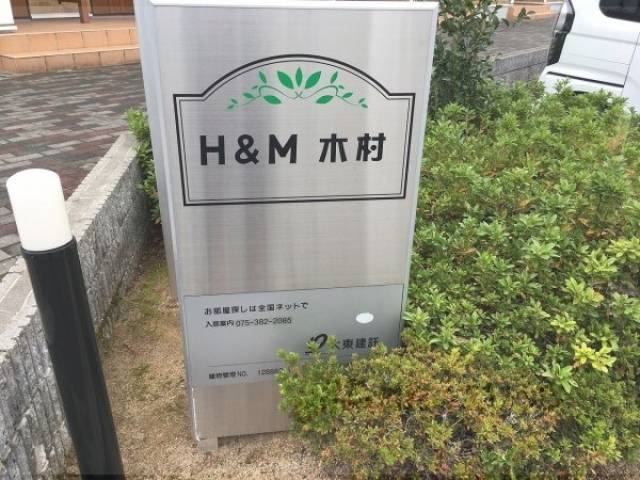 H&M 木村
お部屋探しは全国ネットで
入居案内 075-382-2085
大東建託
建物管理NO.